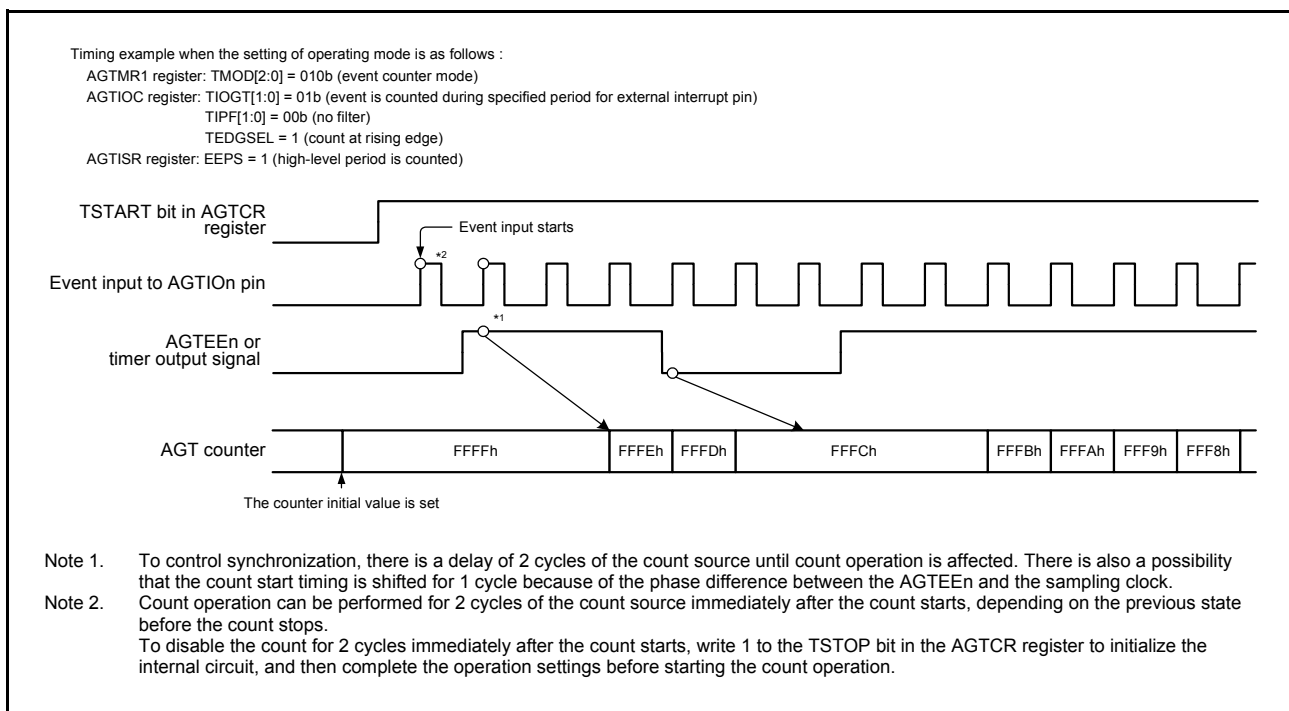 Timing example when the setting of operating mode is as follows :
AGTMR1 register: TMOD[2:0] = 010b (event counter mode)
AGTIOC register: TIOGT[1:0] = 01b (event is counted during specified period for external interrupt pin)
TIPF[1:0] = 00b (no filter)
TEDGSEL = 1 (count at rising edge)
AGTISR register: EEPS = 1 (high-level period is counted)
TSTART bit in AGTCR
register
Event input starts
*2
Event input to AGTIOn pin
*1
AGTEEn or
timer output signal
AGT counter
FFFFh FFFEh FFFDh FFFCh FFFBh FFFAh FFF9h FFF8h
The counter initial value is set
Note 1. To control synchronization, there is a delay of 2 cycles of the count source until count operation is affected. There is also a possibility
that the count start timing is shifted for 1 cycle because of the phase difference between the AGTEEn and the sampling clock.
Note 2. Count operation can be performed for 2 cycles of the count source immediately after the count starts, depending on the previous state
before the count stops.
To disable the count for 2 cycles immediately after the count starts, write 1 to the TSTOP bit in the AGTCR register to initialize the
internal circuit, and then complete the operation settings before starting the count operation.